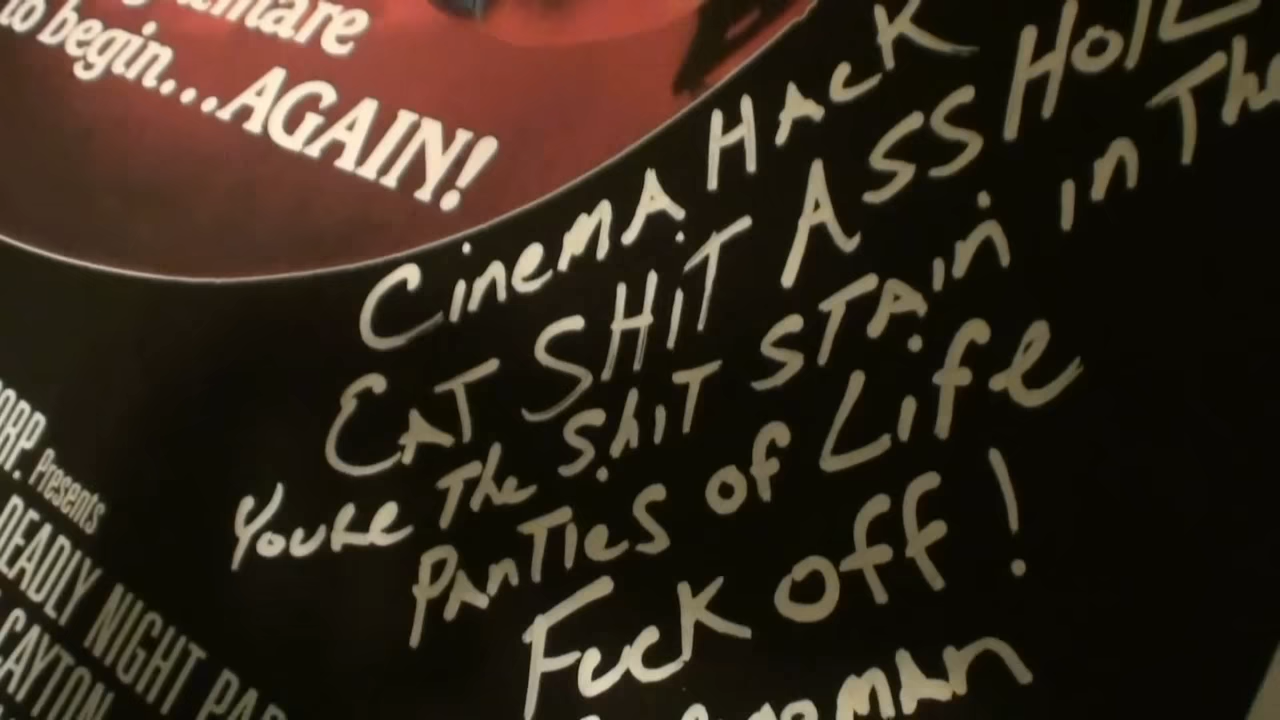 to begin...AGAIN!
CinemA HAcK
EAT SHiT ASSHOLE
YouRe The ShiT STAin in The
PAnTies of Life
Fuck off!
Presents
DEADLY NIGHT
CAYTON